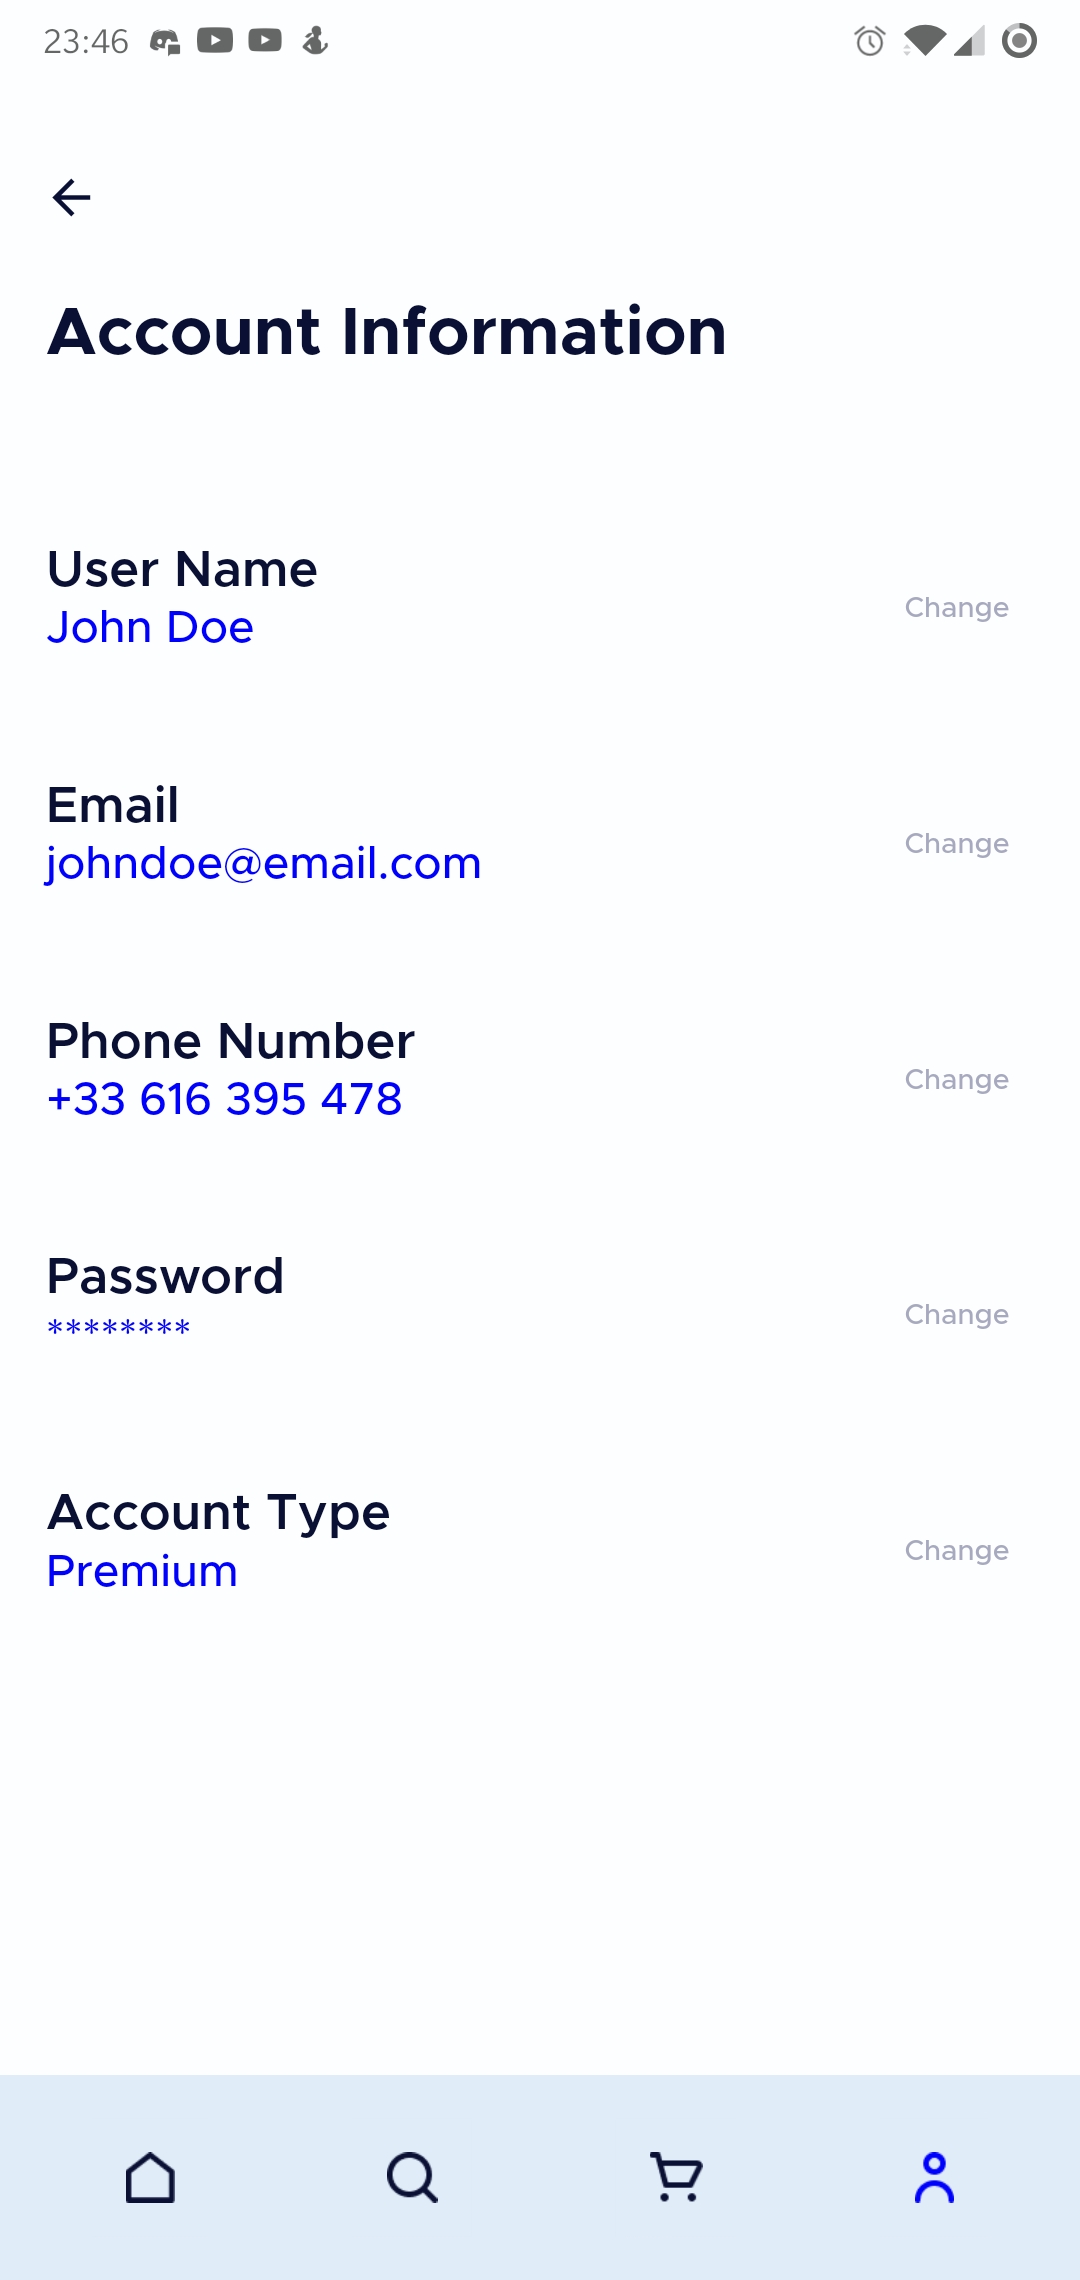 23:46
Account Information
User Name
John Doe
Change
Email
johndoe@email.com
Change
Phone Number
+33 616 395 478
Change
Password
********
Change
Account Type
Premium
Change